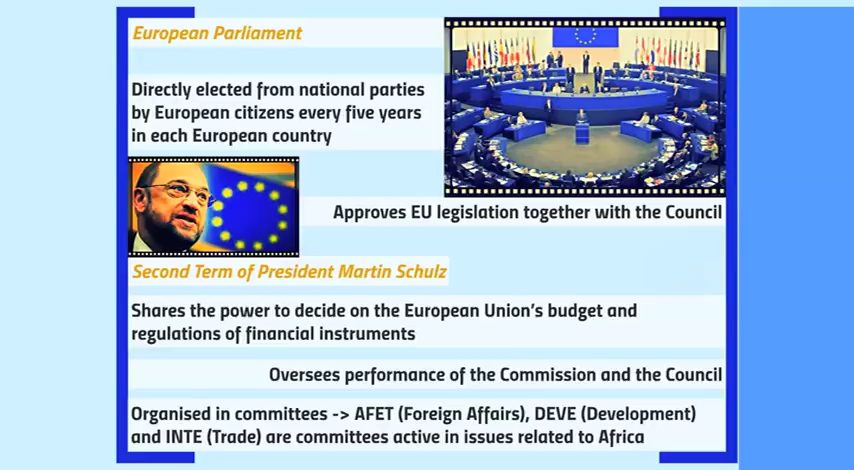 European Parliament
Directly elected from national parties
by European citizens every five years
in each European country
Approves EU legislation together with the Council
Second Term of President Martin Schulz
Shares the power to decide on the European Union's budget and
regulations of financial instruments
Oversees performance of the Commission and the Council
Organised in committees -> AFET (Foreign Affairs), DEVE (Development)
and INTE (Trade) are committees active in issues related to Africa